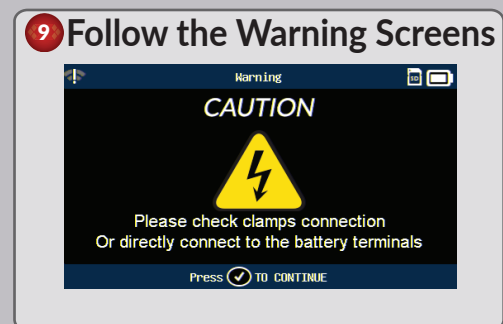 9 Follow the Warning Screens
Warning
SD
CAUTION
Please check clamps connection
Or directly connect to the battery terminals
Press TO CONTINUE